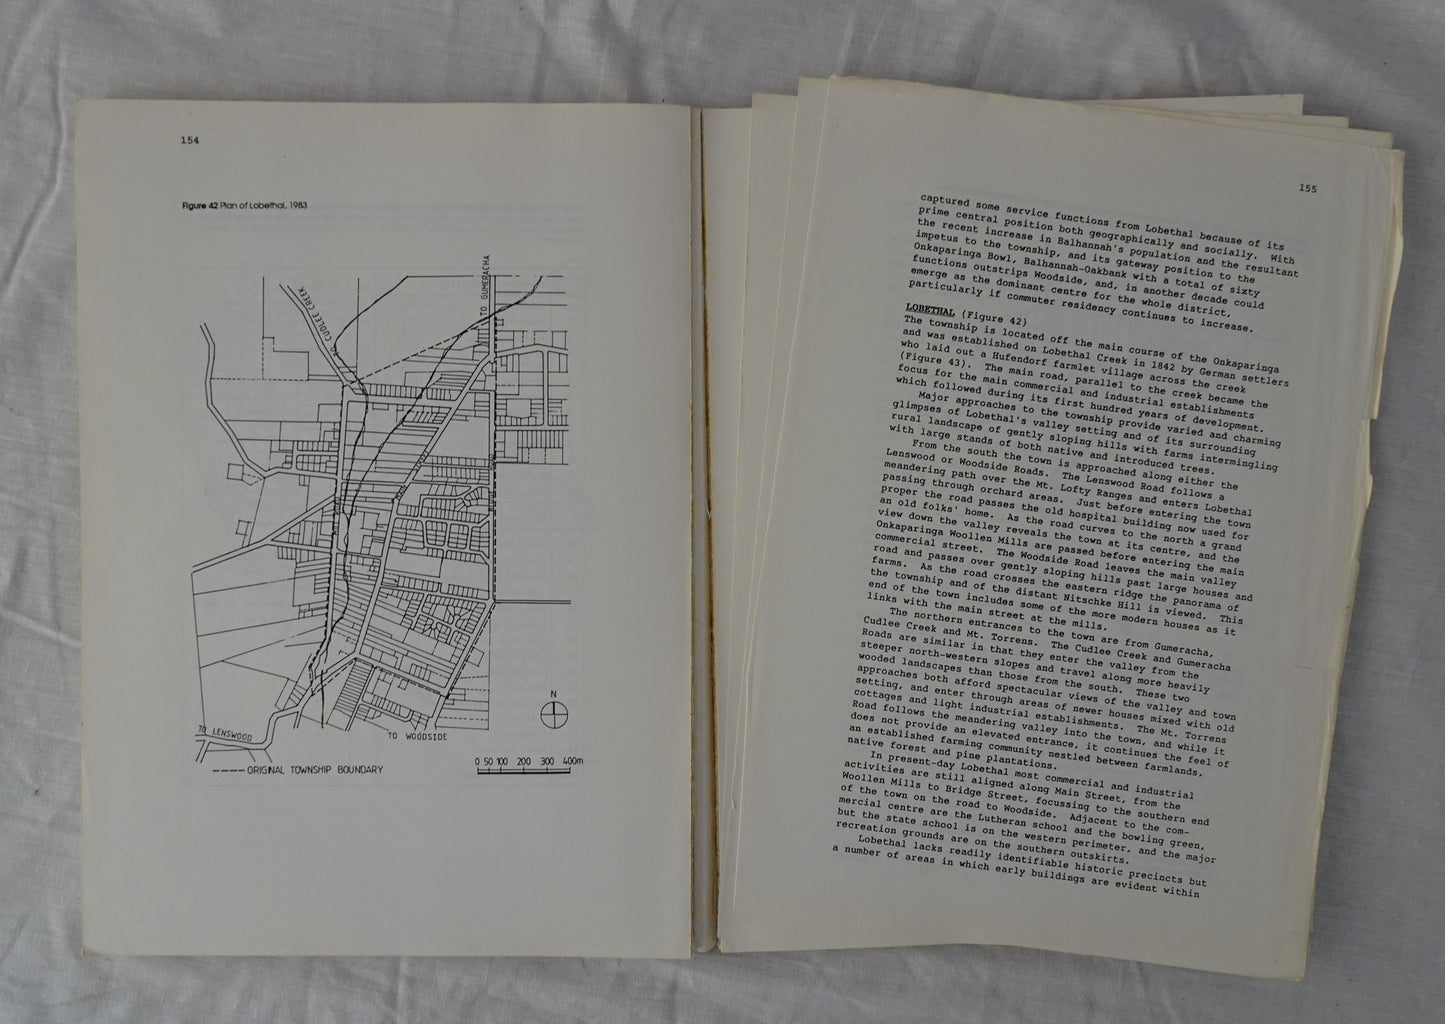 154
Figure 42 Plan of Lobethal, 1983
TO CUDLEE CREEK
TO GUMERACHA
N
TO LENSWOOD
TO WOODSIDE
ORIGINAL TOWNSHIP BOUNDARY
0 50 100 200 300 400m
155
captured some service functions from Lobethal because of its
prime central position both geographically and socially. With
the recent increase in Balhannah's population and the resultant
impetus to the township, and its gateway position to the
Onkaparinga Bowl, Balhannah-Oakbank with a total of sixty
functions outstrips Woodside, and, in another decade could
emerge as the dominant centre for the whole district,
particularly if commuter residency continues to increase.
LOBETHAL (Figure 42)
The township is located off the main course of the Onkaparinga
and was established on Lobethal Creek in 1842 by German settlers
who laid out a Hufendorf farmlet village across the creek
(Figure 43). The main road, parallel to the creek became the
focus for the main commercial and industrial establishments
which followed during its first hundred years of development.
Major approaches to the township provide varied and charming
glimpses of Lobethal's valley setting and of its surrounding
rural landscape of gently sloping hills with farms intermingling
with large stands of both native and introduced trees.
From the south the town is approached along either the
Lenswood or Woodside Roads. The Lenswood Road follows a
meandering path over the Mt. Lofty Ranges and enters Lobethal
passing through orchard areas. Just before entering the town
proper the road passes the old hospital building now used for
an old folks' home. As the road curves to the north a grand
view down the valley reveals the town at its centre, and the
Onkaparinga Woollen Mills are passed before entering the main
commercial street. The Woodside Road leaves the main valley
road and passes over gently sloping hills past large houses and
farms. As the road crosses the eastern ridge the panorama of
the township and of the distant Nitschke Hill is viewed. This
end of the town includes some of the more modern houses as it
links with the main street at the mills.
The northern entrances to the town are from Gumeracha,
Cudlee Creek and Mt. Torrens. The Cudlee Creek and Gumeracha
Roads are similar in that they enter the valley from the
steeper north-western slopes and travel along more heavily
wooded landscapes than those from the south. These two
approaches both afford spectacular views of the valley and town
setting, and enter through areas of newer houses mixed with old
cottages and light industrial establishments. The Mt. Torrens
Road follows the meandering valley into the town, and while it
does not provide an elevated entrance, it continues the feel of
an established farming community nestled between farmlands,
native forest and pine plantations.
In present-day Lobethal most commercial and industrial
activities are still aligned along Main Street, from the
Woollen Mills to Bridge Street, focussing to the southern end
of the town on the road to Woodside. Adjacent to the com-
mercial centre are the Lutheran school and the bowling green,
but the state school is on the western perimeter, and the major
recreation grounds are on the southern outskirts.
Lobethal lacks readily identifiable historic precincts but
a number of areas in which early buildings are evident within